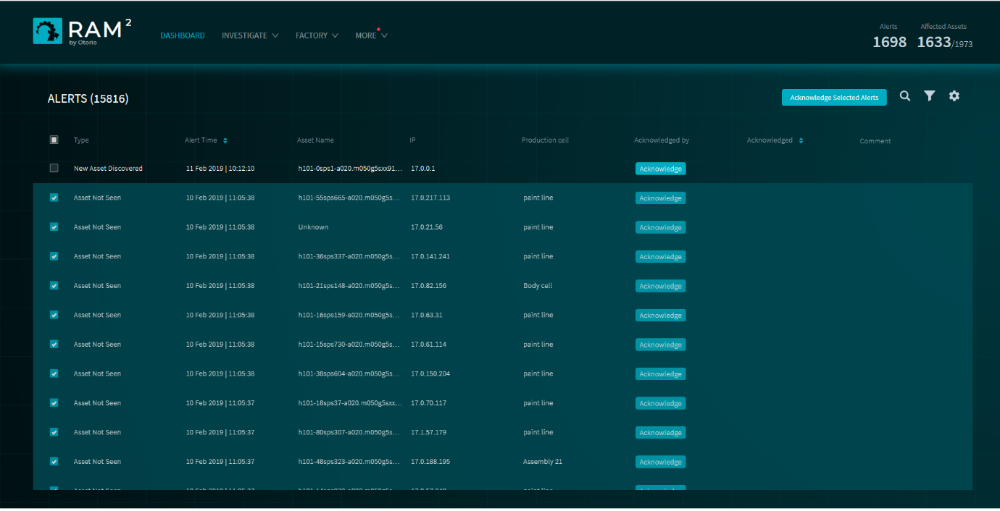 RAM 2
by Otorio
DASHBOARD INVESTIGATE FACTORY MORE
Alerts Affected Assets
1698 1633/1973
ALERTS (15816)
Acknowledge Selected Alerts
Type Alert Time Asset Name IP Production cell Acknowledged by Acknowledged Comment
New Asset Discovered 11 Feb 2019 | 10:12:10 h101-0sps1-a020.m050g5sxx91... 17.0.0.1 Acknowledge
Asset Not Seen 10 Feb 2019 | 11:05:38 h101-55sps665-a020.m050g5s... 17.0.217.113 paint line Acknowledge
Asset Not Seen 10 Feb 2019 | 11:05:38 Unknown 17.0.21.56 paint line Acknowledge
Asset Not Seen 10 Feb 2019 | 11:05:38 h101-36sps337-a020.m050g5s... 17.0.141.241 paint line Acknowledge
Asset Not Seen 10 Feb 2019 | 11:05:38 h101-21sps148-a020.m050g5s... 17.0.82.156 Body cell Acknowledge
Asset Not Seen 10 Feb 2019 | 11:05:38 h101-16sps159-a020.m050g5s... 17.0.63.31 paint line Acknowledge
Asset Not Seen 10 Feb 2019 | 11:05:38 h101-15sps730-a020.m050g5s... 17.0.61.114 paint line Acknowledge
Asset Not Seen 10 Feb 2019 | 11:05:38 h101-38sps604-a020.m050g5s... 17.0.150.204 paint line Acknowledge
Asset Not Seen 10 Feb 2019 | 11:05:37 h101-18sps37-a020.m050g5sxx... 17.0.70.117 paint line Acknowledge
Asset Not Seen 10 Feb 2019 | 11:05:37 h101-80sps307-a020.m050g5s... 17.1.57.179 paint line Acknowledge
Asset Not Seen 10 Feb 2019 | 11:05:37 h101-48sps323-a020.m050g5s... 17.0.188.195 Assembly 21 Acknowledge